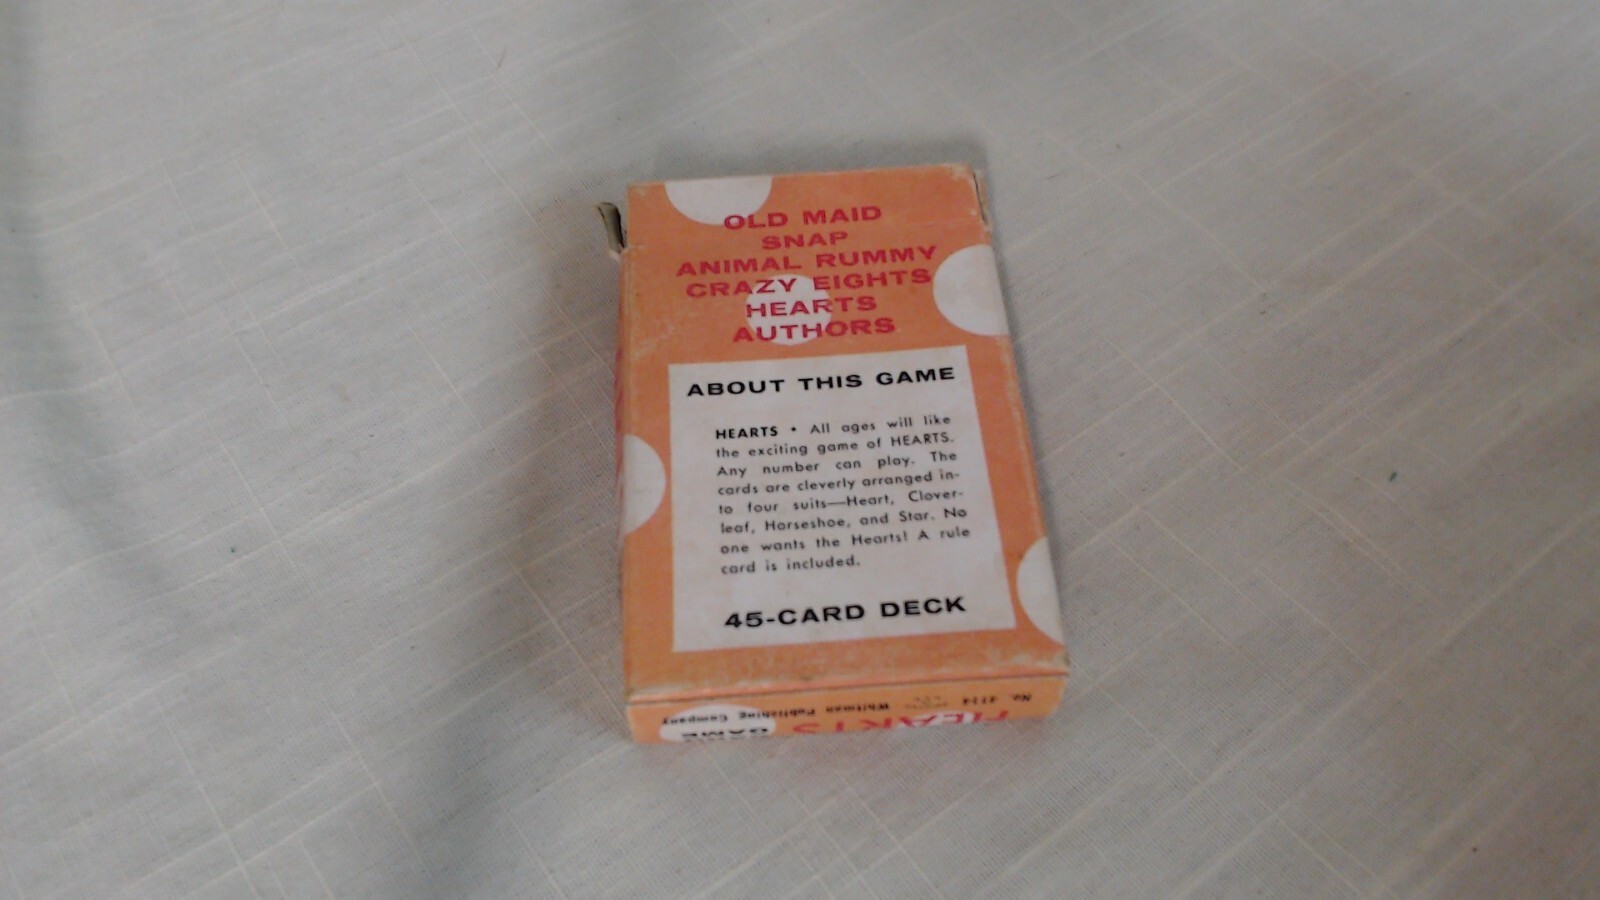 OLD MAID
SNAP
ANIMAL RUMMY
CRAZY EIGHTS
HEARTS
AUTHORS
ABOUT THIS GAME
HEARTS • All ages will like
the exciting game of HEARTS.
Any number can play. The
cards are cleverly arranged in-
to four suits—Heart, Clover-
leaf, Horseshoe, and Star. No
one wants the Hearts! A rule
card is included.
45-CARD DECK
No. 4114 Whitman Publishing Company
HEARTS GAME